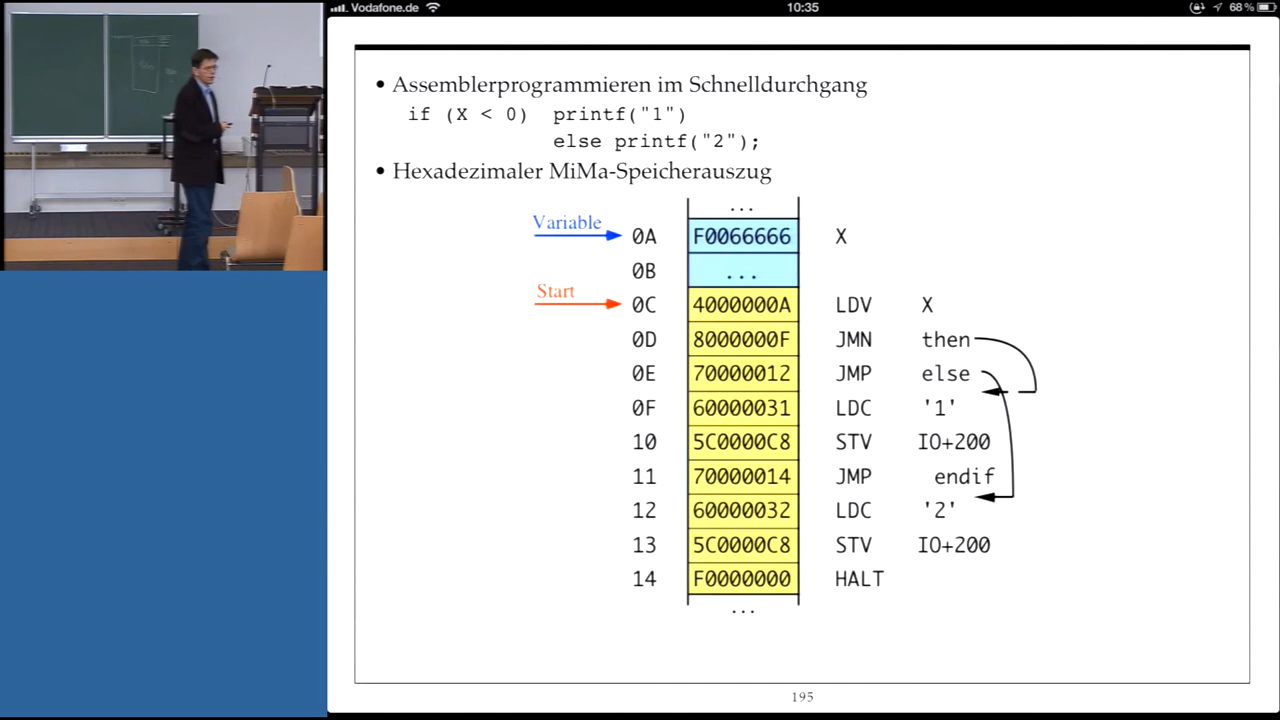 Vodafone.de 10:35 68 %
• Assemblerprogrammieren im Schnelldurchgang
if (X < 0) printf("1")
else printf("2");
• Hexadezimaler MiMa-Speicherauszug
...
Variable 0A F0066666 X
0B ...
Start 0C 4000000A LDV X
0D 8000000F JMN then
0E 70000012 JMP else
0F 60000031 LDC '1'
10 5C0000C8 STV IO+200
11 70000014 JMP endif
12 60000032 LDC '2'
13 5C0000C8 STV IO+200
14 F0000000 HALT
...
195